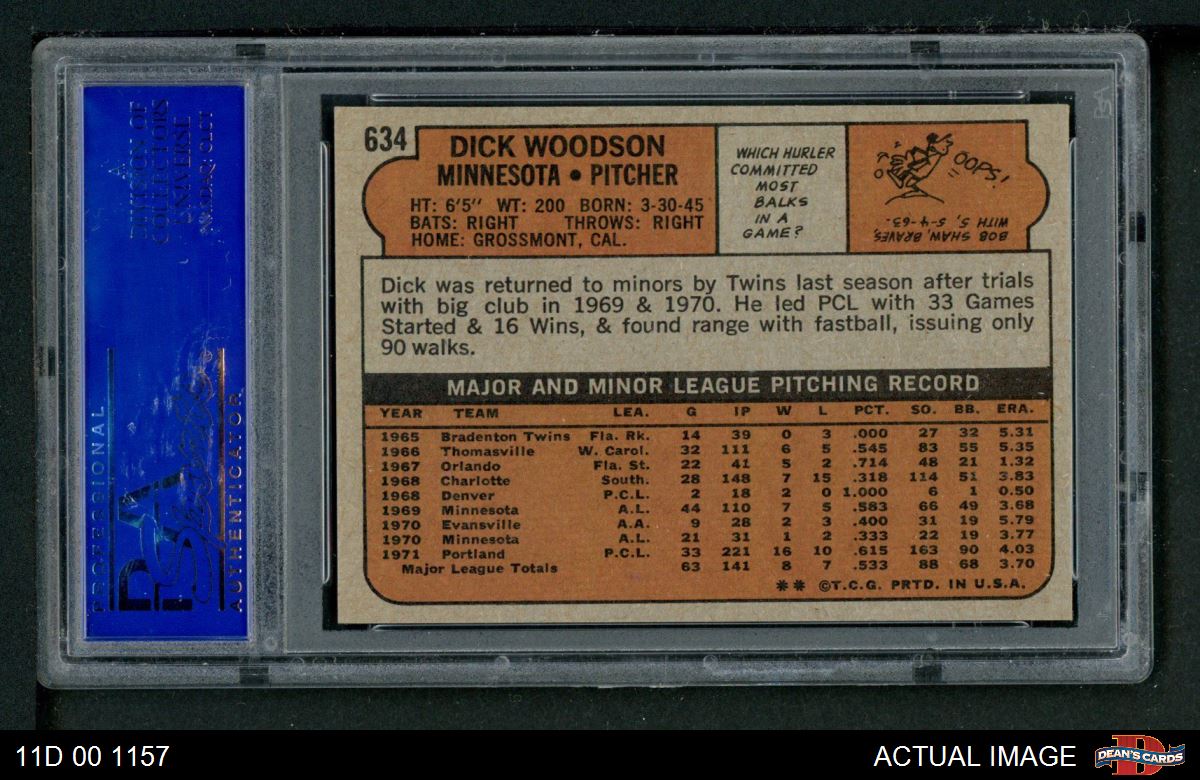 A
DIVISION OF
COLLECTORS
UNIVERSE
NASDAQ: CLCT
PROFESSIONAL
PSA
AUTHENTICATOR
634
DICK WOODSON
MINNESOTA • PITCHER
HT: 6'5" WT: 200 BORN: 3-30-45
BATS: RIGHT THROWS: RIGHT
HOME: GROSSMONT, CAL.
WHICH HURLER
COMMITTED
MOST
BALKS
IN A
GAME?
OOPS!
BOB SHAW, BRAVES,
WITH 5, 5-4-63.
Dick was returned to minors by Twins last season after trials
with big club in 1969 & 1970. He led PCL with 33 Games
Started & 16 Wins, & found range with fastball, issuing only
90 walks.
MAJOR AND MINOR LEAGUE PITCHING RECORD
YEAR TEAM LEA. G IP W L PCT. SO. BB. ERA.
1965 Bradenton Twins Fla. Rk. 14 39 0 3 .000 27 32 5.31
1966 Thomasville W. Carol. 32 111 6 5 .545 83 55 5.35
1967 Orlando Fla. St. 22 41 5 2 .714 48 21 1.32
1968 Charlotte South. 28 148 7 15 .318 114 51 3.83
1968 Denver P.C.L. 2 18 2 0 1.000 6 1 0.50
1969 Minnesota A.L. 44 110 7 5 .583 66 49 3.68
1970 Evansville A.A. 9 28 2 3 .400 31 19 5.79
1970 Minnesota A.L. 21 31 1 2 .333 22 19 3.77
1971 Portland P.C.L. 33 221 16 10 .615 163 90 4.03
Major League Totals 63 141 8 7 .533 88 68 3.70
** ©T.C.G. PRTD. IN U.S.A.
11D 00 1157
ACTUAL IMAGE
D
DEAN'S CARDS